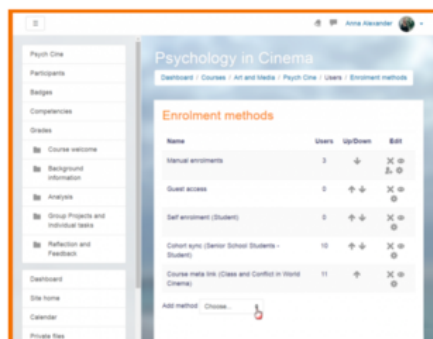 Anna Alexander
Psych Cine
Participants
Badges
Competencies
Grades
Course welcome
Background
information
Analysis
Group Projects and
individual tasks
Reflection and
Feedback
Dashboard
Site home
Calendar
Private files
Psychology in Cinema
Dashboard / Courses / Art and Media / Psych Cine / Users / Enrolment methods
Enrolment methods
Name Users Up/Down Edit
Manual enrolments 3
Guest access 0
Self enrolment (Student) 0
Cohort sync (Senior School Students -
Student) 10
Course meta link (Class and Conflict in World
Cinema) 11
Add method Choose...